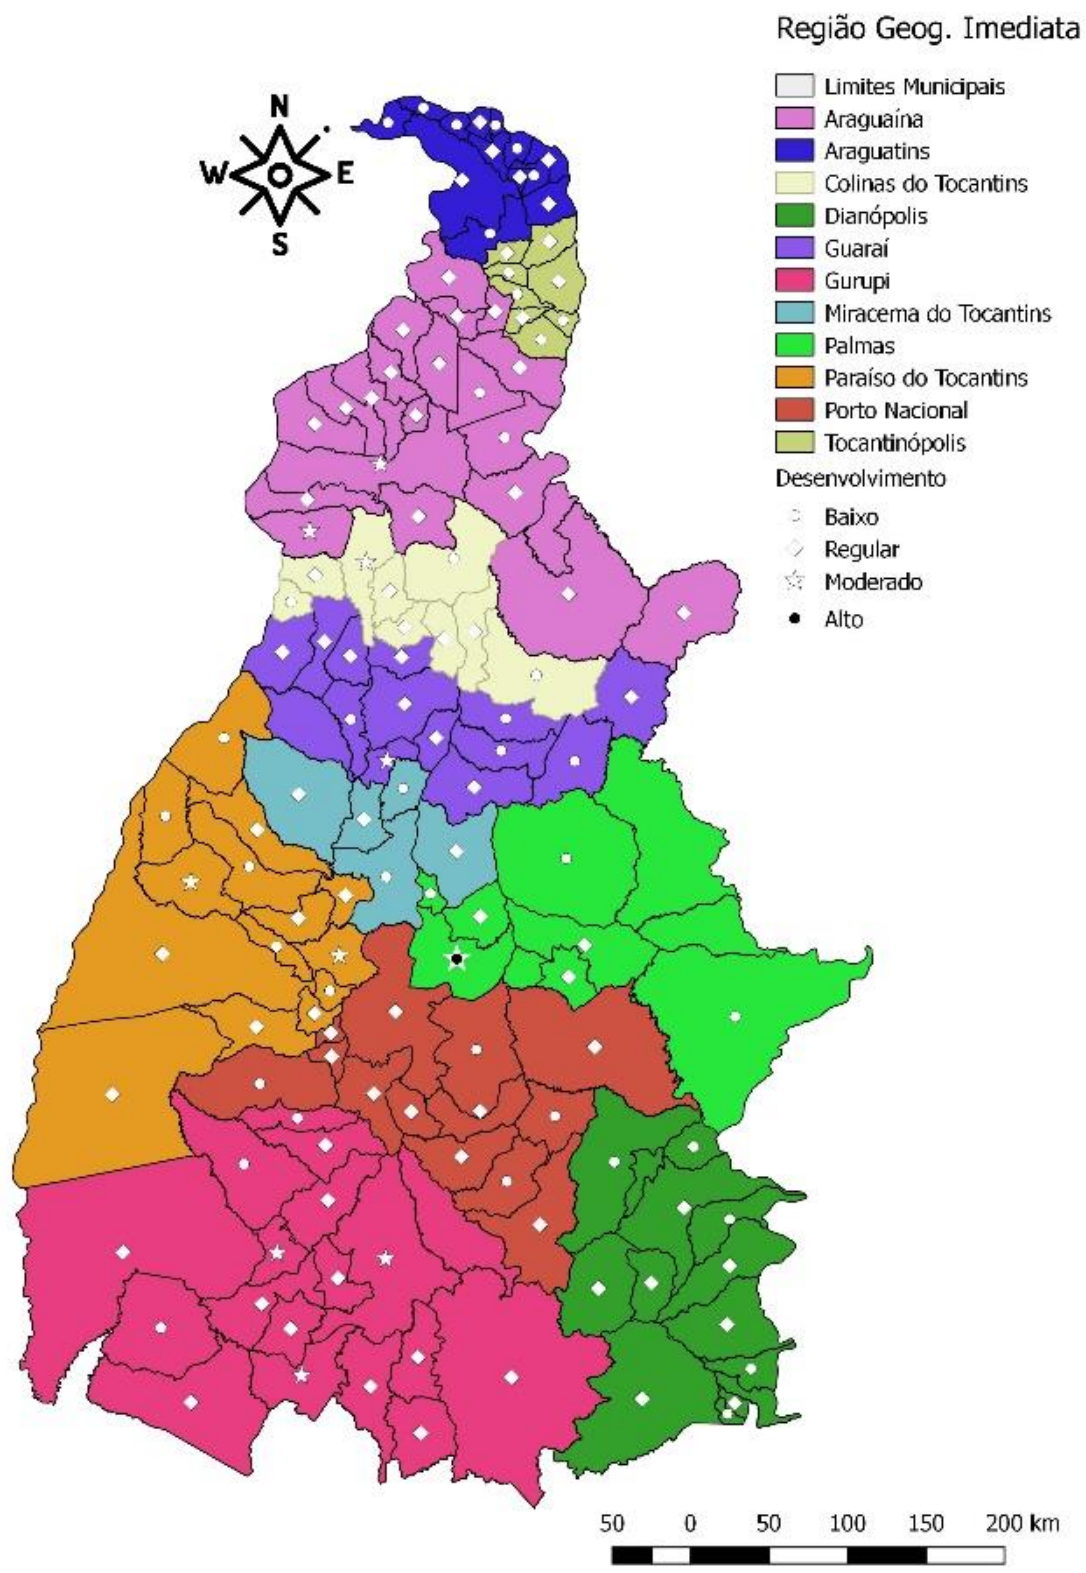 Região Geog. Imediata
Limites Municipais
Araguaína
Araguatins
Colinas do Tocantins
Dianópolis
Guaraí
Gurupi
Miracema do Tocantins
Palmas
Paraíso do Tocantins
Porto Nacional
Tocantinópolis
Desenvolvimento
Baixo
Regular
Moderado
Alto
N
W E
S
50 0 50 100 150 200 km